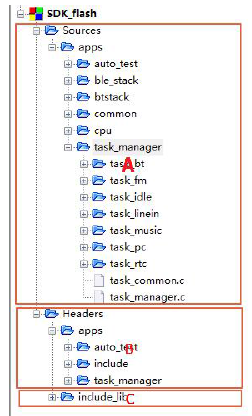 SDK_flash
Sources
apps
auto_test
ble_stack
btstack
common
cpu
task_manager
task_bt
A
task_fm
task_idle
task_linein
task_music
task_pc
task_rtc
task_common.c
task_manager.c
Headers
apps
auto_test
B
include
task_manager
include_lib
C